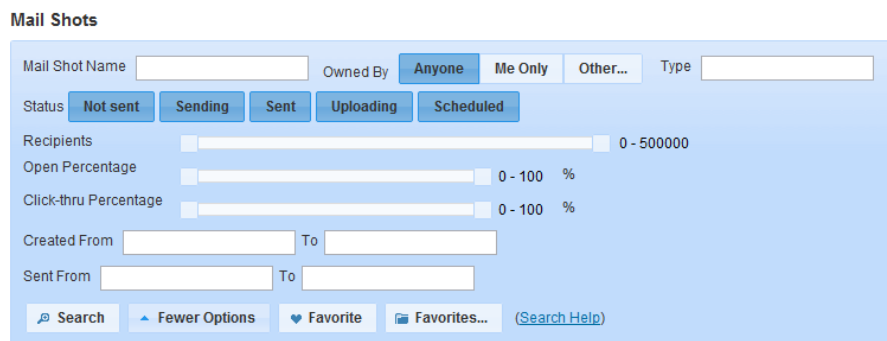 Mail Shots
Mail Shot Name Owned By Anyone Me Only Other... Type
Status Not sent Sending Sent Uploading Scheduled
Recipients 0 - 500000
Open Percentage 0 - 100 %
Click-thru Percentage 0 - 100 %
Created From To
Sent From To
Search Fewer Options Favorite Favorites... (Search Help)